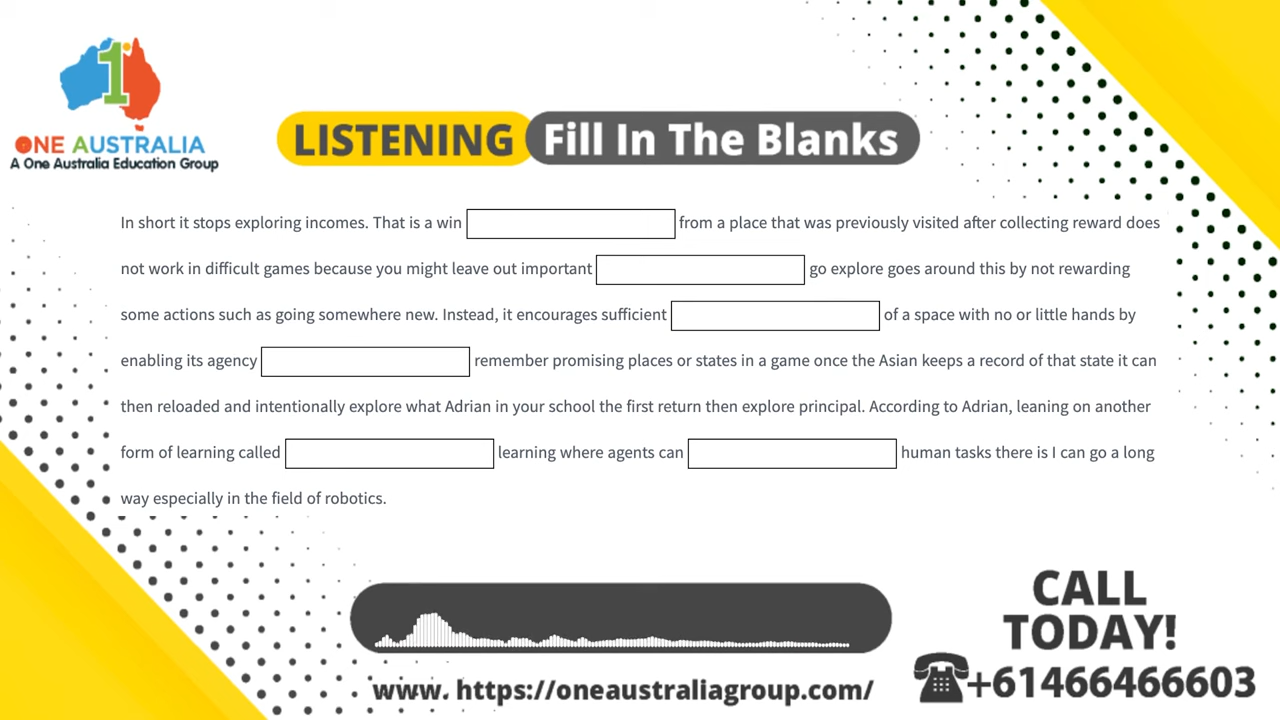 1
ONE AUSTRALIA
A One Australia Education Group
LISTENING Fill In The Blanks
In short it stops exploring incomes. That is a win from a place that was previously visited after collecting reward does
not work in difficult games because you might leave out important go explore goes around this by not rewarding
some actions such as going somewhere new. Instead, it encourages sufficient of a space with no or little hands by
enabling its agency remember promising places or states in a game once the Asian keeps a record of that state it can
then reloaded and intentionally explore what Adrian in your school the first return then explore principal. According to Adrian, leaning on another
form of learning called learning where agents can human tasks there is I can go a long
way especially in the field of robotics.
CALL
TODAY!
+61466466603
www. https://oneaustraliagroup.com/